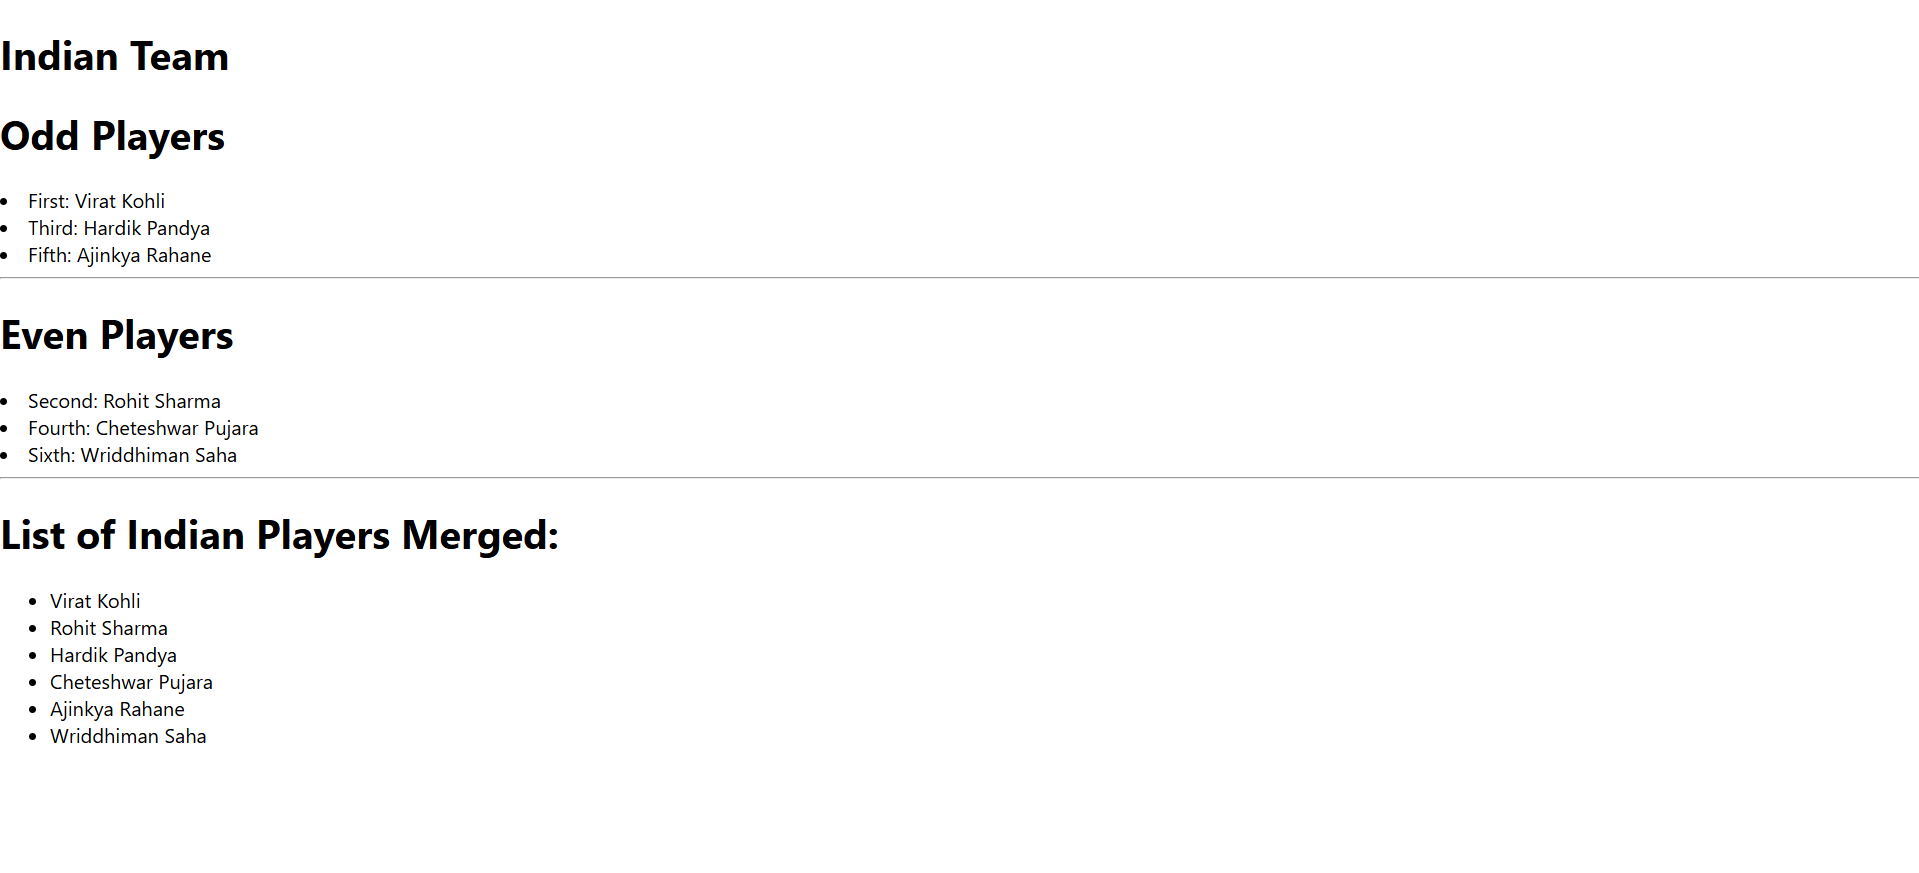 Indian Team
Odd Players
First: Virat Kohli
Third: Hardik Pandya
Fifth: Ajinkya Rahane
Even Players
Second: Rohit Sharma
Fourth: Cheteshwar Pujara
Sixth: Wriddhiman Saha
List of Indian Players Merged:
Virat Kohli
Rohit Sharma
Hardik Pandya
Cheteshwar Pujara
Ajinkya Rahane
Wriddhiman Saha